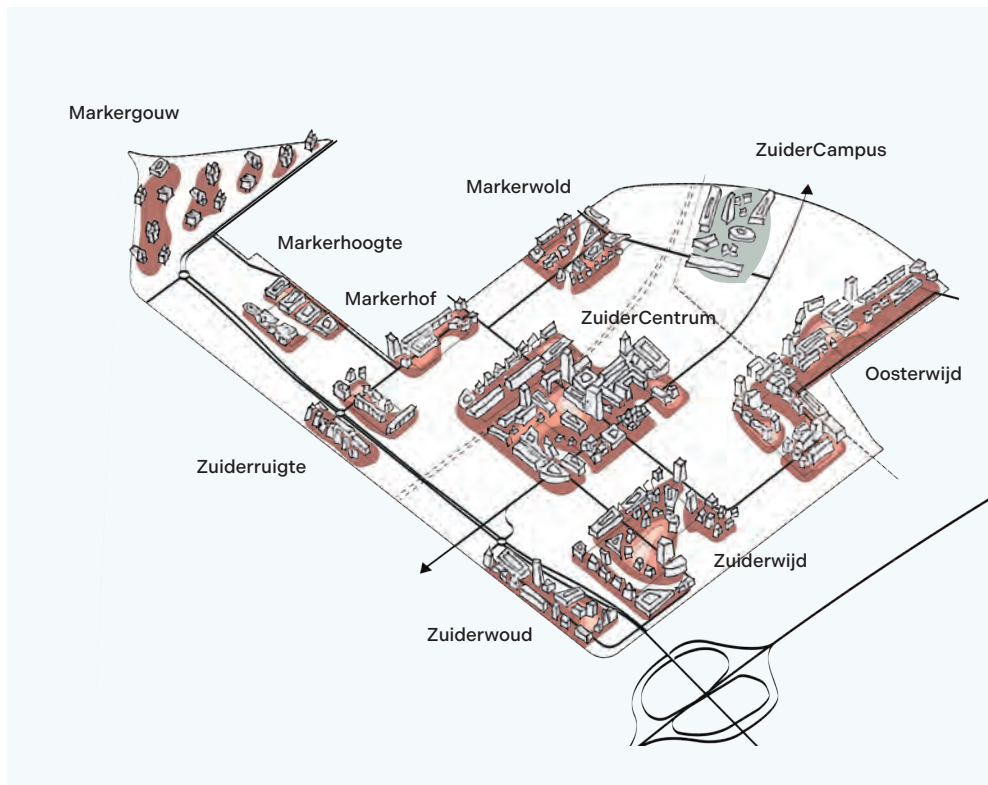 Markergouw
ZuiderCampus
Markerwold
Markerhoogte
Markerhof
ZuiderCentrum
Oosterwijd
Zuiderruigte
Zuiderwijd
Zuiderwoud